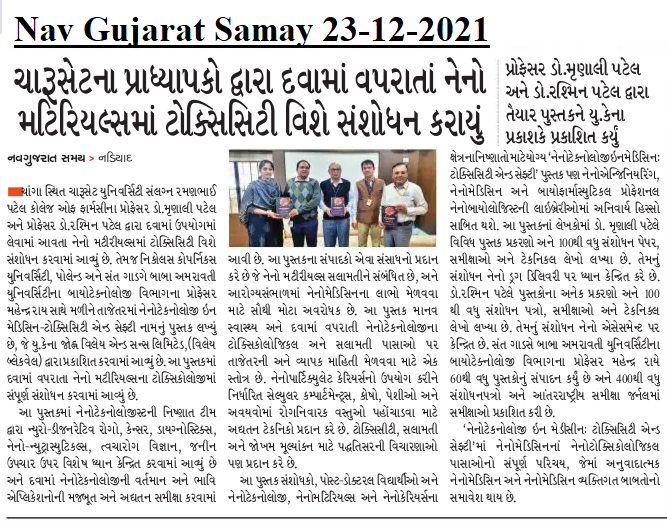 Nav Gujarat Samay 23-12-2021
ચારૂસેટના પ્રાધ્યાપકો દ્વારા દવામાં વપરાતાં નેનો
મટિરિયલ્સમાં ટોક્સિસિટી વિશે સંશોધન કરાયું
પ્રોફેસર ડો.મૃણાલી પટેલ
અને ડો.રશ્મિન પટેલ દ્વારા
તૈયાર પુસ્તકને યુ.કેના
પ્રકાશકે પ્રકાશિત કર્યું
નવગુજરાત સમય > નડિયાદ
ચાંગા સ્થિત ચારૂસેટ યુનિવર્સિટી સંલગ્ન રમણભાઈ
પટેલ કોલેજ ઓફ ફાર્મસીના પ્રોફેસર ડો.મૃણાલી પટેલ
અને પ્રોફેસર ડો.રશ્મિન પટેલ દ્વારા દવામાં ઉપયોગમાં
લેવામાં આવતા નેનો મટીરીયલ્સમાં ટોક્સિસિટી વિશે
સંશોધન કરવામાં આવ્યું છે. તેમજ નિકોલસ કોપર્નિકસ
યુનિવર્સિટી, પોલેન્ડ અને સંત ગાડગે બાબા અમરાવતી
યુનિવર્સિટીના બાયોટેકનોલોજી વિભાગના પ્રોફેસર
મહેન્દ્ર રાય સાથે મળીને તાજેતરમાં નેનોટેકનોલોજી ઇન
મેડિસિન-ટોક્સિસિટી એન્ડ સેફ્ટી નામનું પુસ્તક લખ્યું
છે, જે યુ.કેના જોહ્ન વિલેય એન્ડ સન્સ લિમિટેડ,(વિલેય
બ્લેકવેલ) દ્વારા પ્રકાશિત કરવામાં આવ્યું છે. આ પુસ્તકમાં
દવામાં વપરાતા નેનો મટીરિયલ્સના ટોક્સિકોલોજીમાં
સંપૂર્ણ સંશોધન કરવામાં આવ્યું છે.
આ પુસ્તકમાં નેનોટેકનોલોજીસ્ટની નિષ્ણાત ટીમ
દ્વારા ન્યુરો-ડીજનરેટિવ રોગો, કેન્સર, ડાયગ્નોસ્ટિક્સ,
નેનો-ન્યુટ્રાસ્યુટિકલ્સ, ત્વચારોગ વિજ્ઞાન, જનીન
ઉપચાર ઉપર વિશેષ ધ્યાન કેન્દ્રિત કરવામાં આવ્યું છે
અને દવામાં નેનોટેકનોલોજીની વર્તમાન અને ભાવિ
એપ્લિકેશનોની મજબૂત અને અદ્યતન સમીક્ષા કરવામાં
આવી છે. આ પુસ્તકના સંપાદકો એવા સંસાધનો પ્રદાન
કરે છે જે નેનો મટીરીયલ્સ સલામતીને સંબંધિત છે, અને
આરોગ્યસંભાળમાં નેનોમેડિસિનના લાભો મેળવવા
માટે સૌથી મોટા અવરોધક છે. આ પુસ્તક માનવ
સ્વાસ્થ્ય અને દવામાં વપરાતી નેનોટેકનોલોજીના
ટોક્સિકોલોજિકલ અને સલામતી પાસાઓ પર
તાજેતરની અને વ્યાપક માહિતી મેળવવા માટે એક
સ્તોત્ર છે. નેનોપાર્ટિક્યુલેટ કેરિયર્સનો ઉપયોગ કરીને
નિર્ધારિત સેલ્યુલર કમ્પાર્ટમેન્ટ્સ, કોષો, પેશીઓ અને
અવયવોમાં રોગનિવારક વસ્તુઓ પહોંચાડવા માટે
અદ્યતન ટેકનિકો પ્રદાન કરે છે. ટોક્સિસીટી, સલામતી
અને જોખમ મૂલ્યાંકન માટે પદ્ધતિસરની વિચારણાઓ
પણ પ્રદાન કરે છે.
આ પુસ્તક સંશોધકો, પોસ્ટ-ડોક્ટરલ વિદ્યાર્થીઓ અને
નેનોટેકનોલોજી, નેનોમટિરિયલ્સ અને નેનોકેરિયર્સના
ક્ષેત્રના નિષ્ણાતો માટે યોગ્ય 'નેનોટેકનોલોજી ઇન મેડિસિન:
ટોક્સિસિટી એન્ડ સેફ્ટી' પુસ્તક પણ નેનોએન્જિનિયરિંગ,
નેનોમેડિસિન અને બાયોફાર્માસ્યુટિકલ પ્રોફેશનલ
નેનોબાયોલજિસ્ટની લાઇબ્રેરીઓમાં અનિવાર્ય હિસ્સો
સાબિત થશે. આ પુસ્તકનાં લેખકોમાં ડો. મૃણાલી પટેલે
વિવિધ પુસ્તક પ્રકરણો અને 100થી વધુ સંશોધન પેપર,
સમીક્ષાઓ અને ટેકનિકલ લેખો લખ્યા છે. તેમનું
સંશોધન નેનો ડ્રગ ડિલિવરી પર ધ્યાન કેન્દ્રિત કરે છે.
ડો.રશ્મિન પટેલે પુસ્તકોના અનેક પ્રકરણો અને 100
થી વધુ સંશોધન પત્રો, સમીક્ષાઓ અને ટેકનિકલ
લેખો લખ્યા છે. તેમનું સંશોધન નેનો એસેસમેન્ટ પર
કેન્દ્રિત છે. સંત ગાડસે બાબા અમરાવતી યુનિવર્સિટીના
બાયોટેકનોલોજી વિભાગના પ્રોફેસર મહેન્દ્ર રાયે
60થી વધુ પુસ્તકોનું સંપાદન કર્યું છે અને 400થી વધુ
સંશોધનપત્રો અને આંતરરાષ્ટ્રીય સમીક્ષા જર્નલમાં
સમીક્ષાઓ પ્રકાશિત કરી છે.
'નેનોટેકનોલોજી ઇન મેડીસીનઃ ટોક્સિસિટી એન્ડ
સેફ્ટી'માં નેનોમેડિસિનનાં નેનોટોક્સિકોલોજિકલ
પાસાઓનો સંપૂર્ણ પરિચય, જેમાં અનુવાદાત્મક
નેનોમેડિસિન અને નેનોમેડિસિન વ્યક્તિગત બાબતોનો
સમાવેશ થાય છે.